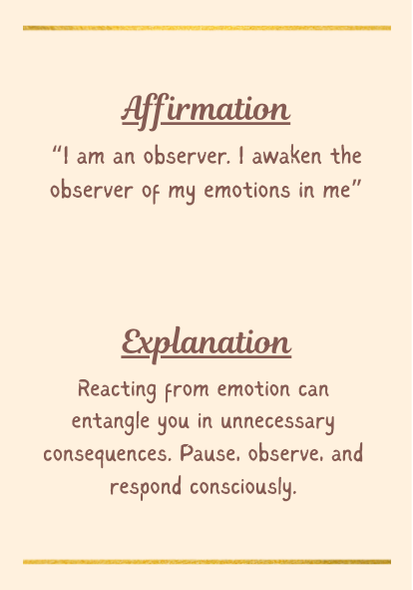 Affirmation
“I am an observer. I awaken the
observer of my emotions in me”
Explanation
Reacting from emotion can
entangle you in unnecessary
consequences. Pause, observe, and
respond consciously.